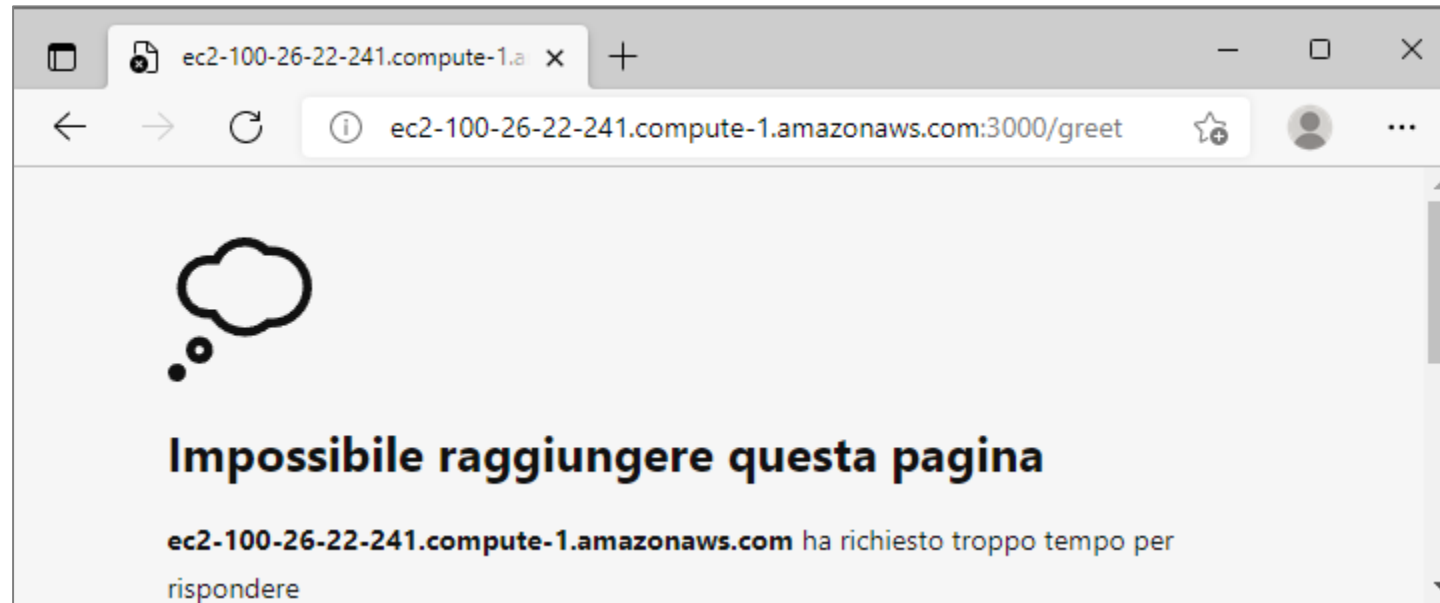 ec2-100-26-22-241.compute-1.a
ec2-100-26-22-241.compute-1.amazonaws.com:3000/greet
Impossibile raggiungere questa pagina
ec2-100-26-22-241.compute-1.amazonaws.com ha richiesto troppo tempo per
rispondere